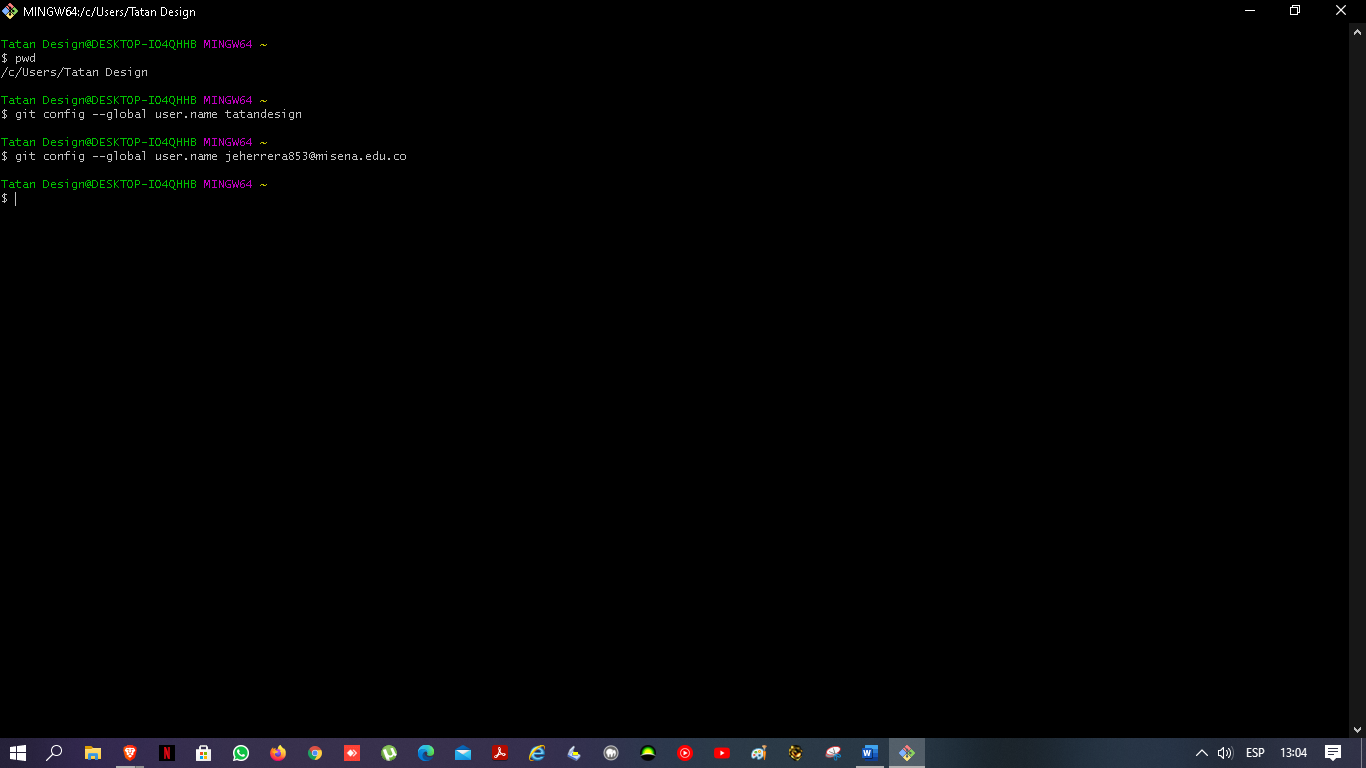 MINGW64:/c/Users/Tatan Design
Tatan Design@DESKTOP-IO4QHHB MINGW64 ~
$ pwd
/c/Users/Tatan Design
Tatan Design@DESKTOP-IO4QHHB MINGW64 ~
$ git config --global user.name tatandesign
Tatan Design@DESKTOP-IO4QHHB MINGW64 ~
$ git config --global user.name jeherrera853@misena.edu.co
Tatan Design@DESKTOP-IO4QHHB MINGW64 ~
$
ESP 13:04